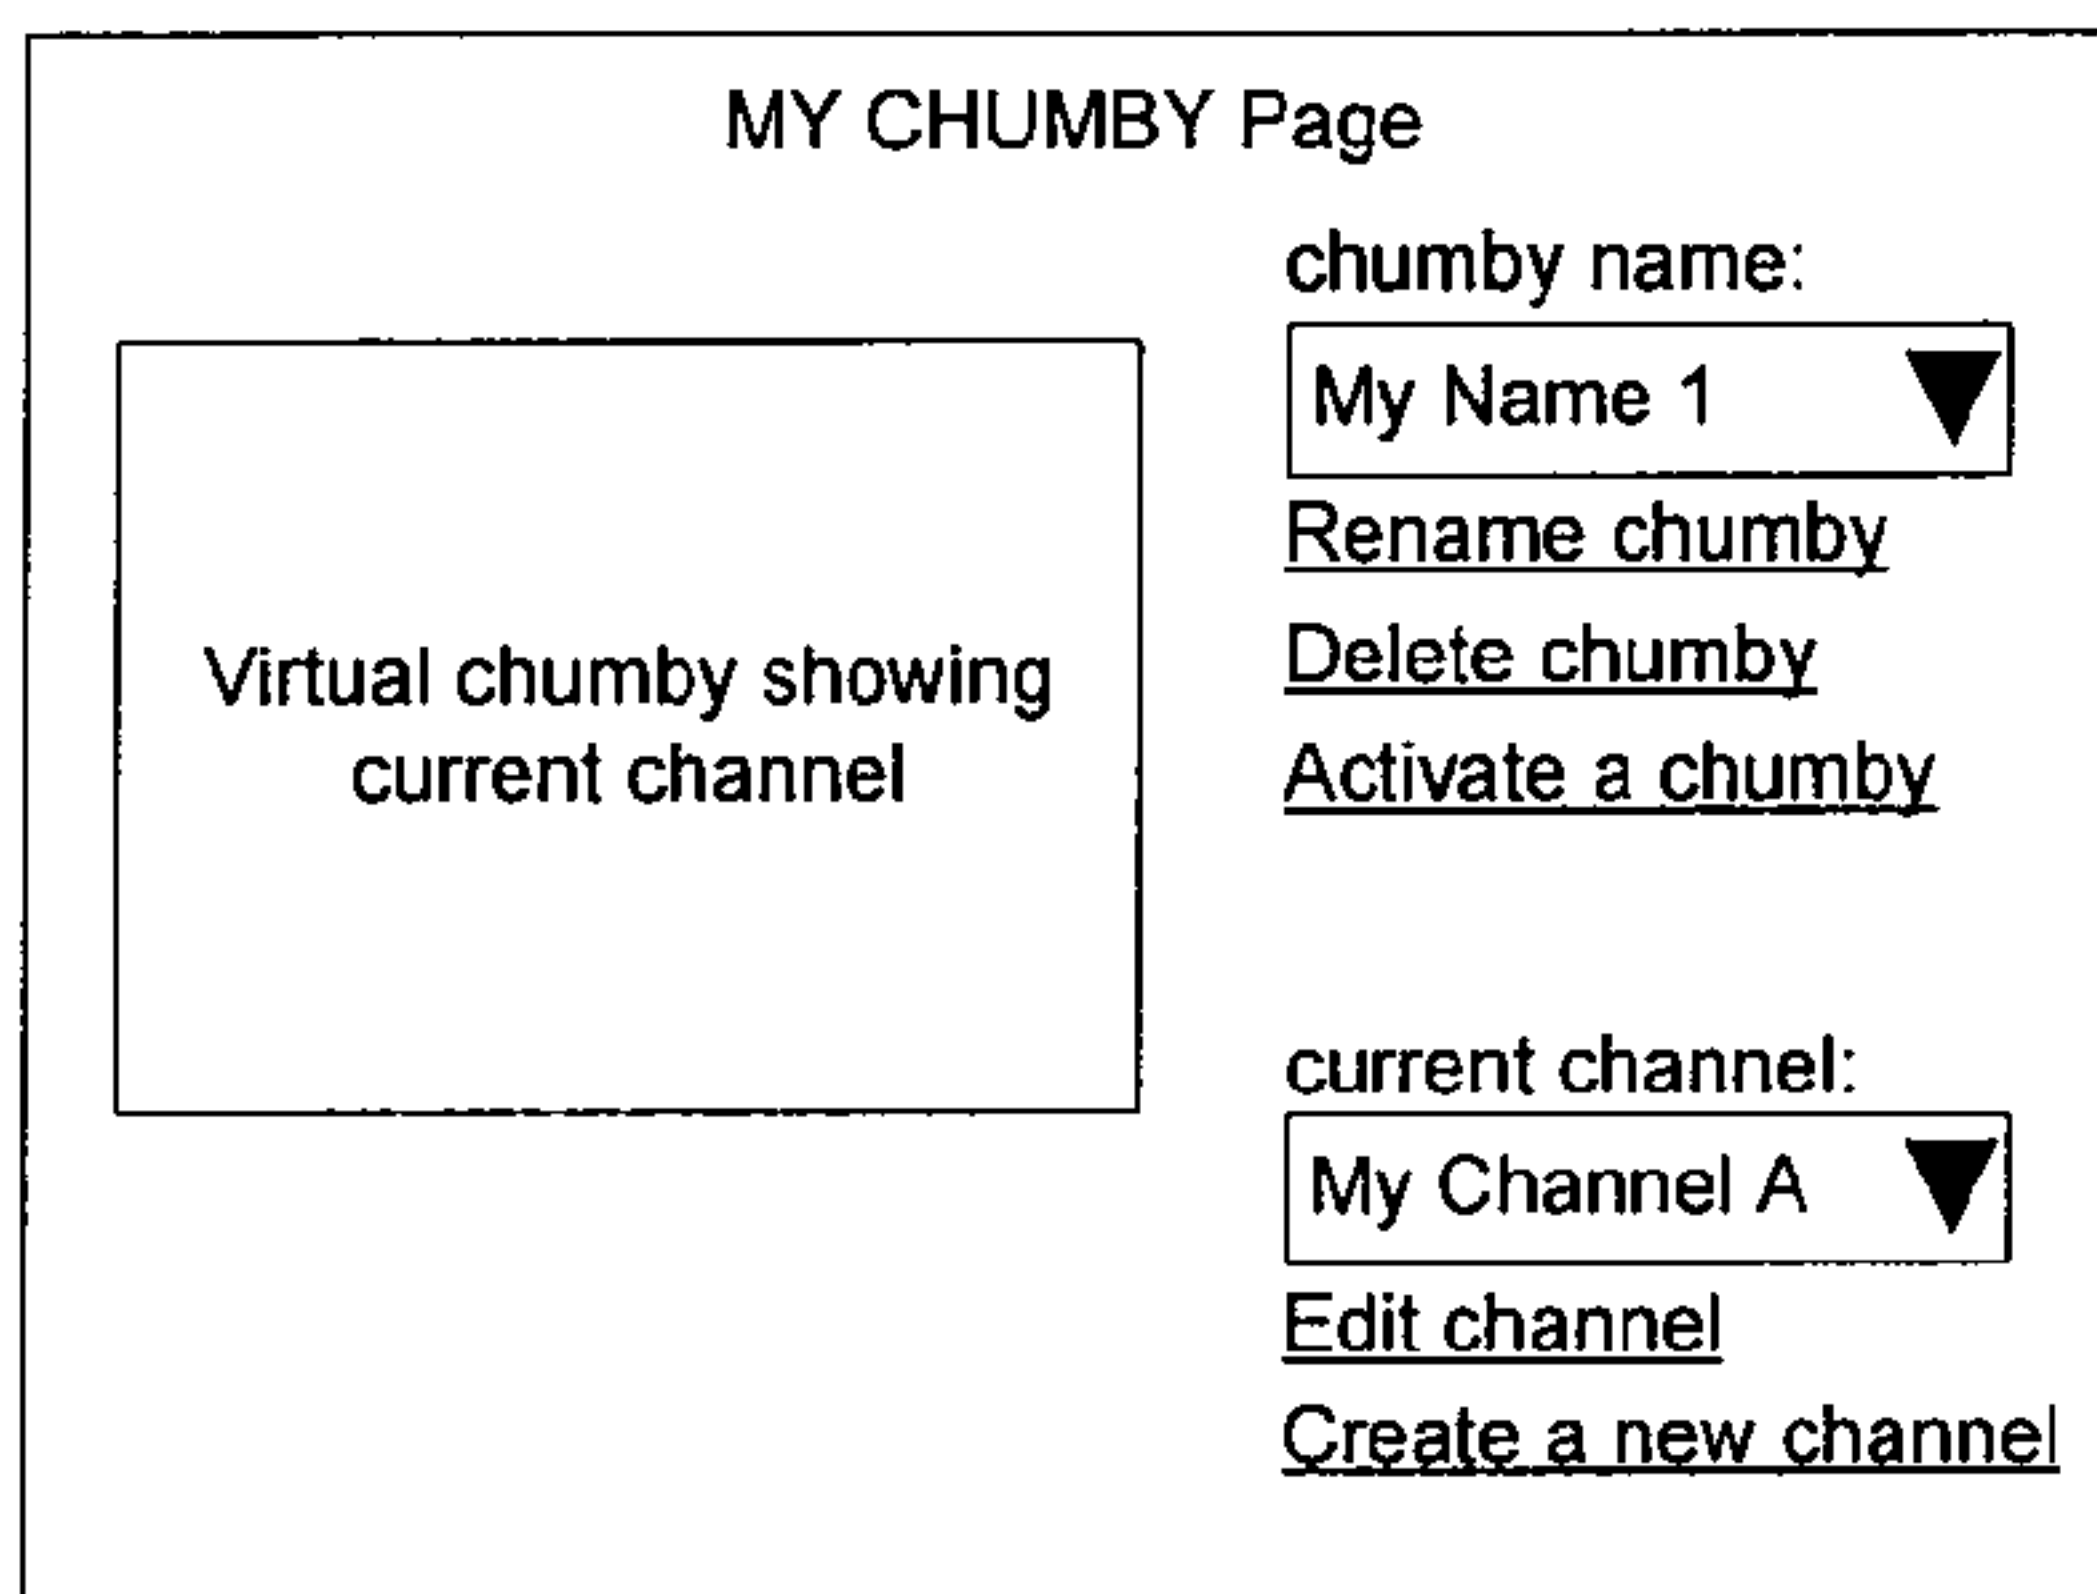 MY CHUMBY Page
chumby name:
My Name 1
Rename chumby
Delete chumby
Activate a chumby
Virtual chumby showing
current channel
current channel:
My Channel A
Edit channel
Create a new channel